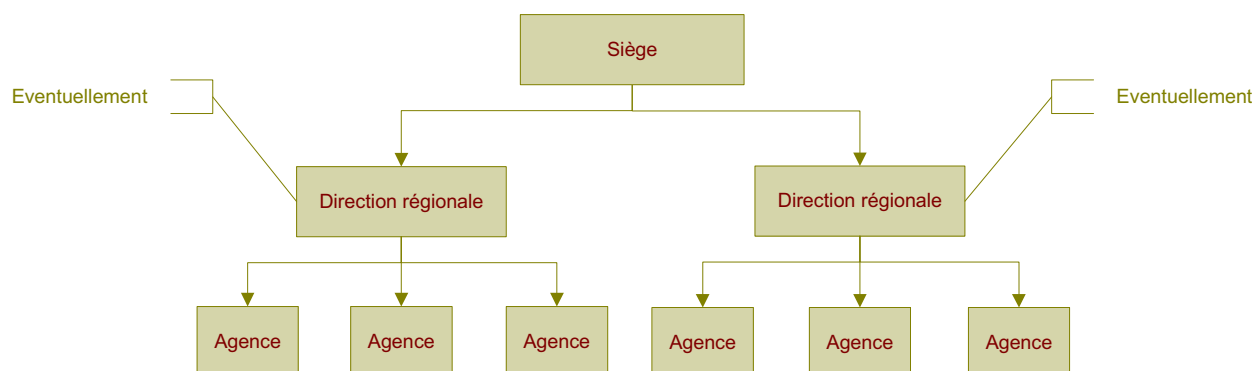 Siège
Eventuellement
Eventuellement
Direction régionale
Direction régionale
Agence
Agence
Agence
Agence
Agence
Agence